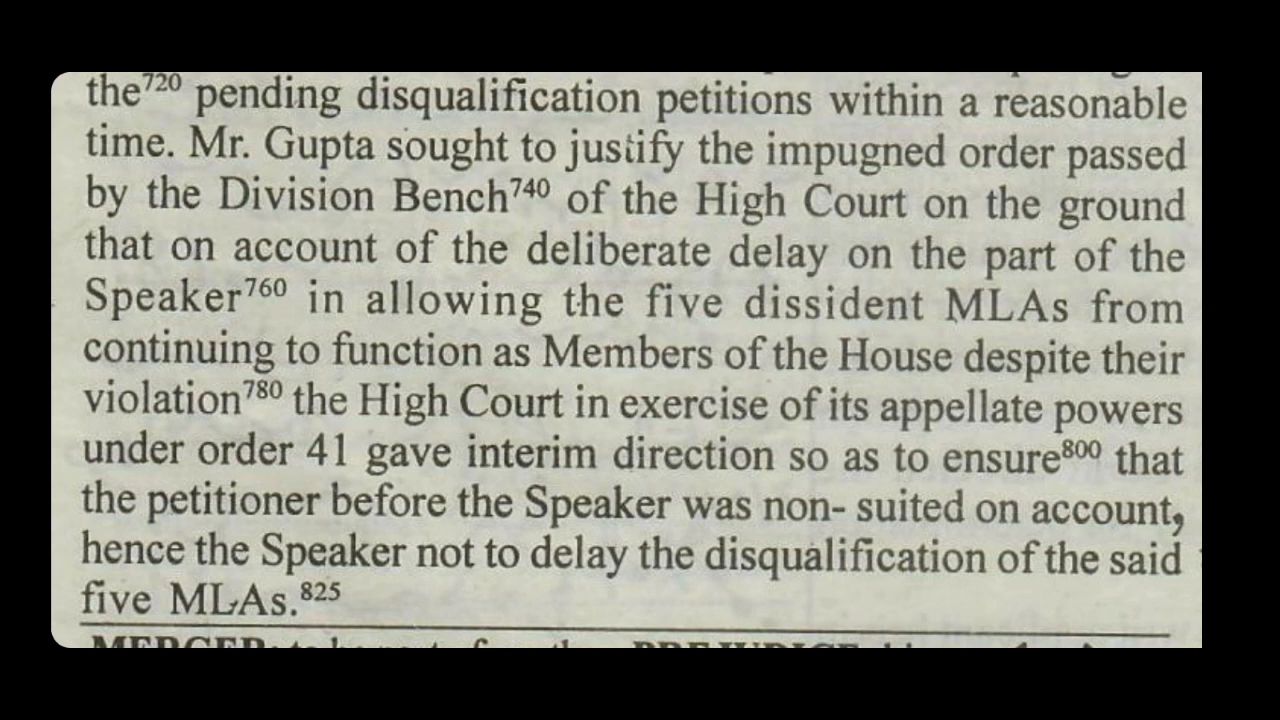 the⁷²⁰ pending disqualification petitions within a reasonable
time. Mr. Gupta sought to justify the impugned order passed
by the Division Bench⁷⁴⁰ of the High Court on the ground
that on account of the deliberate delay on the part of the
Speaker⁷⁶⁰ in allowing the five dissident MLAs from
continuing to function as Members of the House despite their
violation⁷⁸⁰ the High Court in exercise of its appellate powers
under order 41 gave interim direction so as to ensure⁸⁰⁰ that
the petitioner before the Speaker was non- suited on account,
hence the Speaker not to delay the disqualification of the said
five MLAs.⁸²⁵